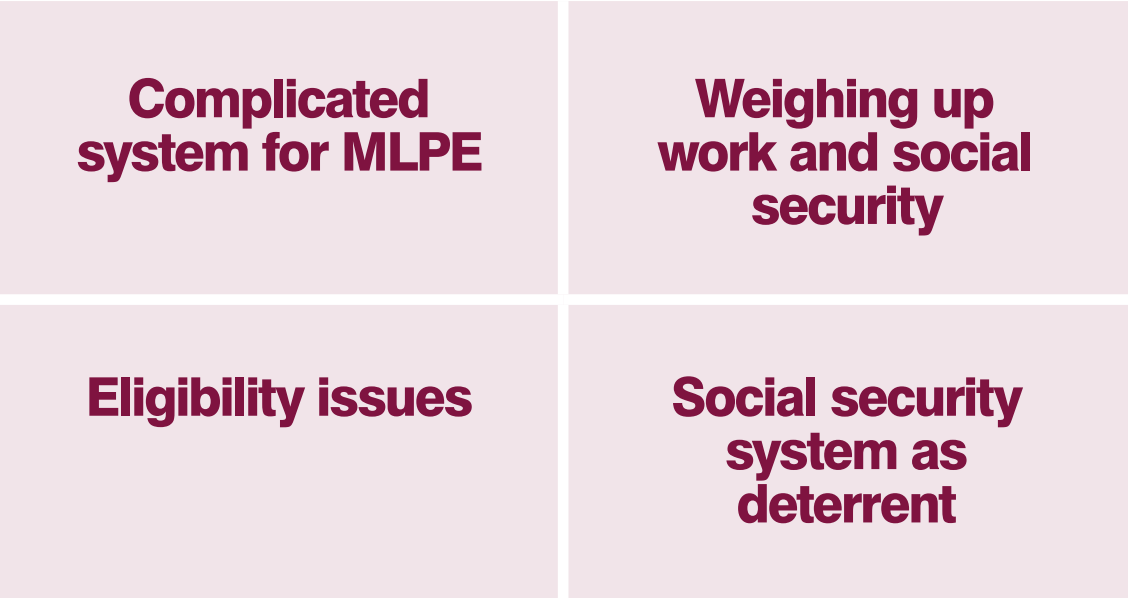 Complicated
system for MLPE
Weighing up
work and social
security
Eligibility issues
Social security
system as
deterrent